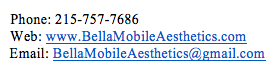 Phone: 215-757-7686
Web: www.BellaMobileAesthetics.com
Email: BellaMobileAesthetics@gmail.com